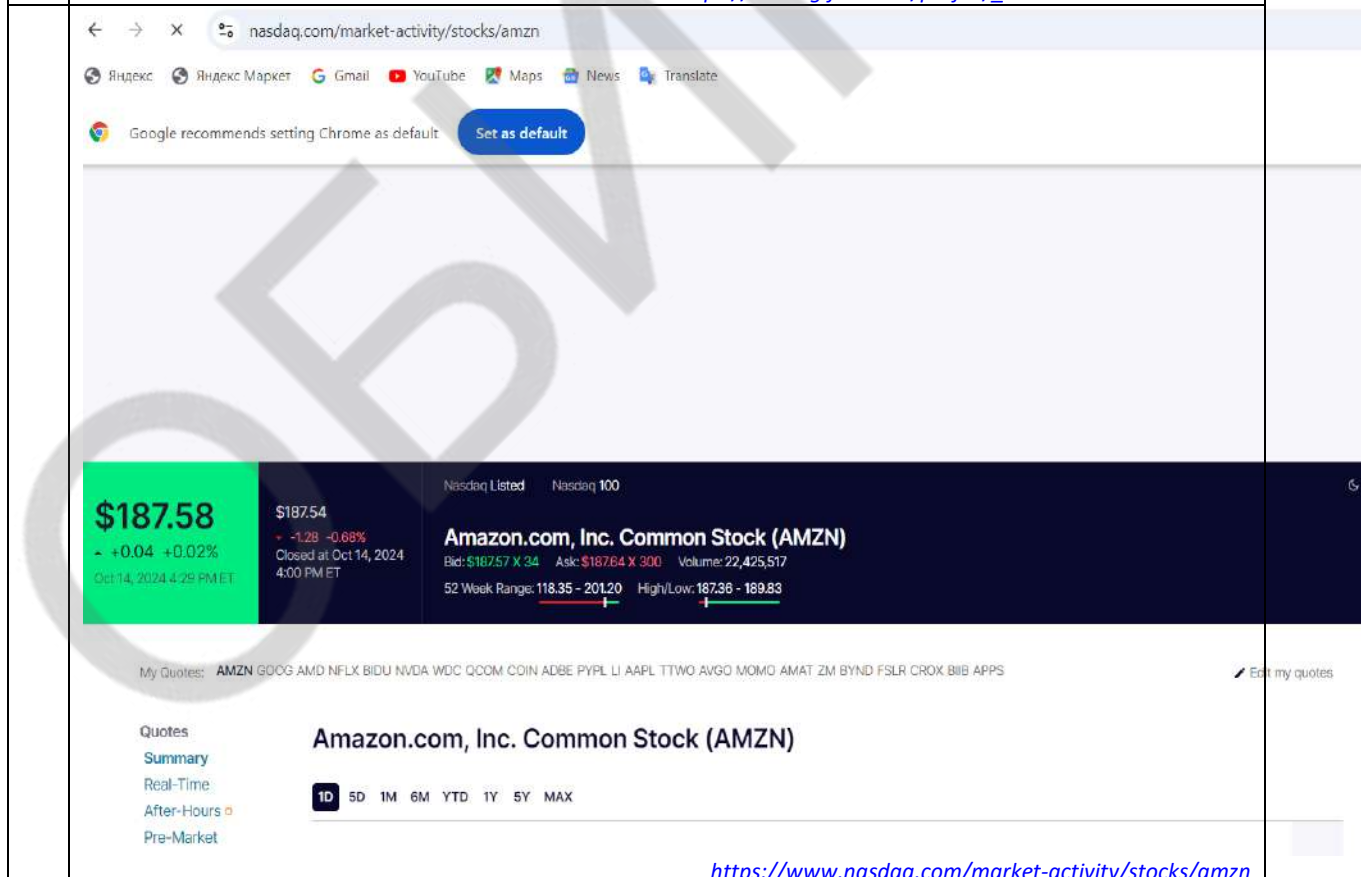 nasdaq.com/market-activity/stocks/amzn
Яндекс Яндекс Маркет Gmail YouTube Maps News Translate
Google recommends setting Chrome as default Set as default
Nasdaq Listed Nasdaq 100
$187.58
+0.04 +0.02%
Oct 14, 2024 4:29 PM ET
$187.54
-1.28 -0.68%
Closed at Oct 14, 2024
4:00 PM ET
Amazon.com, Inc. Common Stock (AMZN)
Bid: $187.57 X 34 Ask: $187.64 X 300 Volume: 22,425,517
52 Week Range: 118.35 - 201.20 High/Low: 187.36 - 189.83
My Quotes: AMZN GOOG AMD NFLX BIDU NVDA WDC QCOM COIN ADBE PYPL LI AAPL TTWO AVGO MOMO AMAT ZM BYND FSLR CROX BIIB APPS
Edit my quotes
Quotes
Summary
Real-Time
After-Hours
Pre-Market
Amazon.com, Inc. Common Stock (AMZN)
1D 5D 1M 6M YTD 1Y 5Y MAX
https://www.nasdaq.com/market-activity/stocks/amzn